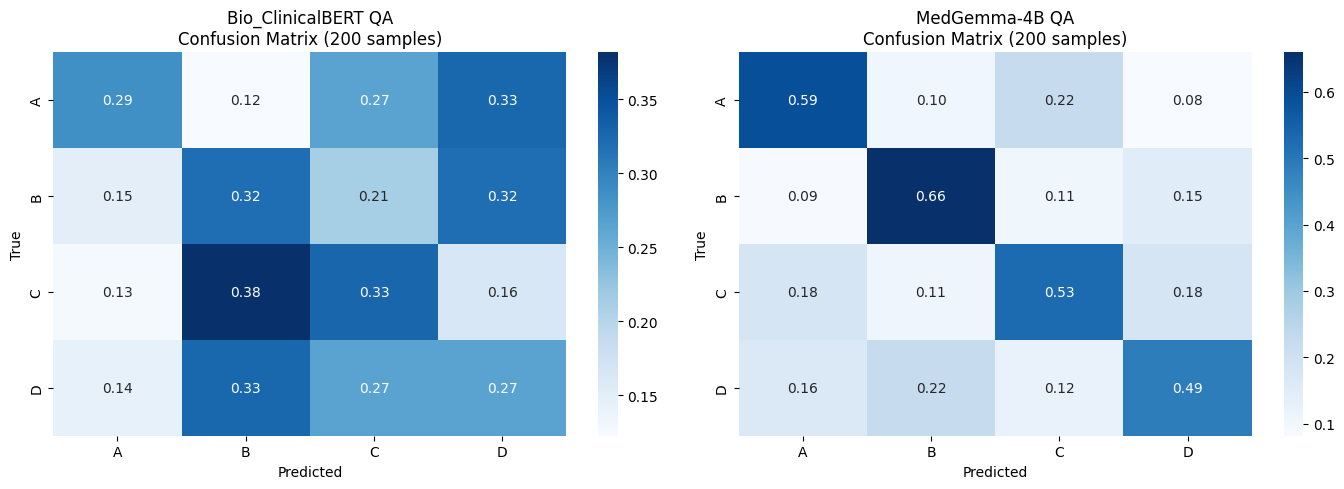 Bio_ClinicalBERT QA
Confusion Matrix (200 samples)
True
A
0.29 0.12 0.27 0.33
B
0.15 0.32 0.21 0.32
C
0.13 0.38 0.33 0.16
D
0.14 0.33 0.27 0.27
A B C D
Predicted
0.35
0.30
0.25
0.20
0.15
MedGemma-4B QA
Confusion Matrix (200 samples)
True
A
0.59 0.10 0.22 0.08
B
0.09 0.66 0.11 0.15
C
0.18 0.11 0.53 0.18
D
0.16 0.22 0.12 0.49
A B C D
Predicted
0.6
0.5
0.4
0.3
0.2
0.1